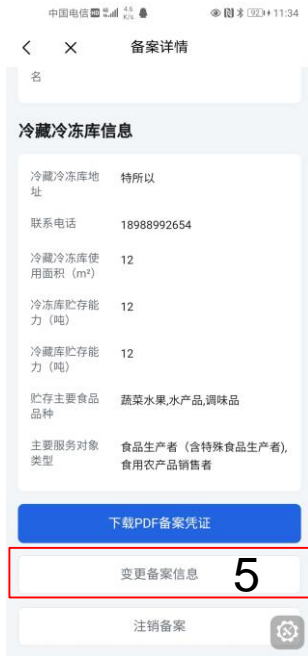 中国电信 HD 4.5 K/s 92 11:34
备案详情
名
冷藏冷冻库信息
冷藏冷冻库地 特所以
址
联系电话 18988992654
冷藏冷冻库使 12
用面积（m²）
冷冻库贮存能 12
力（吨）
冷藏库贮存能 12
力（吨）
贮存主要食品 蔬菜水果,水产品,调味品
品种
主要服务对象 食品生产者（含特殊食品生产者),
类型 食用农产品销售者
下载PDF备案凭证
变更备案信息 5
注销备案